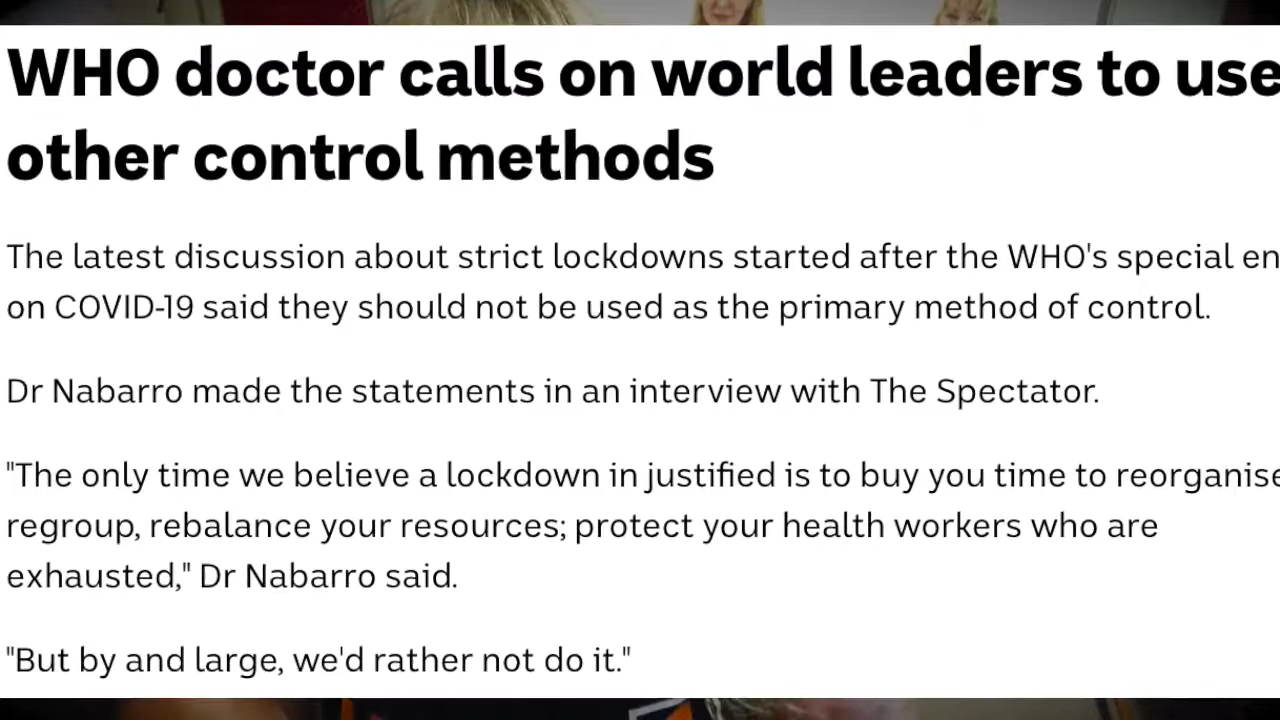 WHO doctor calls on world leaders to use
other control methods
The latest discussion about strict lockdowns started after the WHO's special en
on COVID-19 said they should not be used as the primary method of control.
Dr Nabarro made the statements in an interview with The Spectator.
"The only time we believe a lockdown in justified is to buy you time to reorganise
regroup, rebalance your resources; protect your health workers who are
exhausted," Dr Nabarro said.
"But by and large, we'd rather not do it."